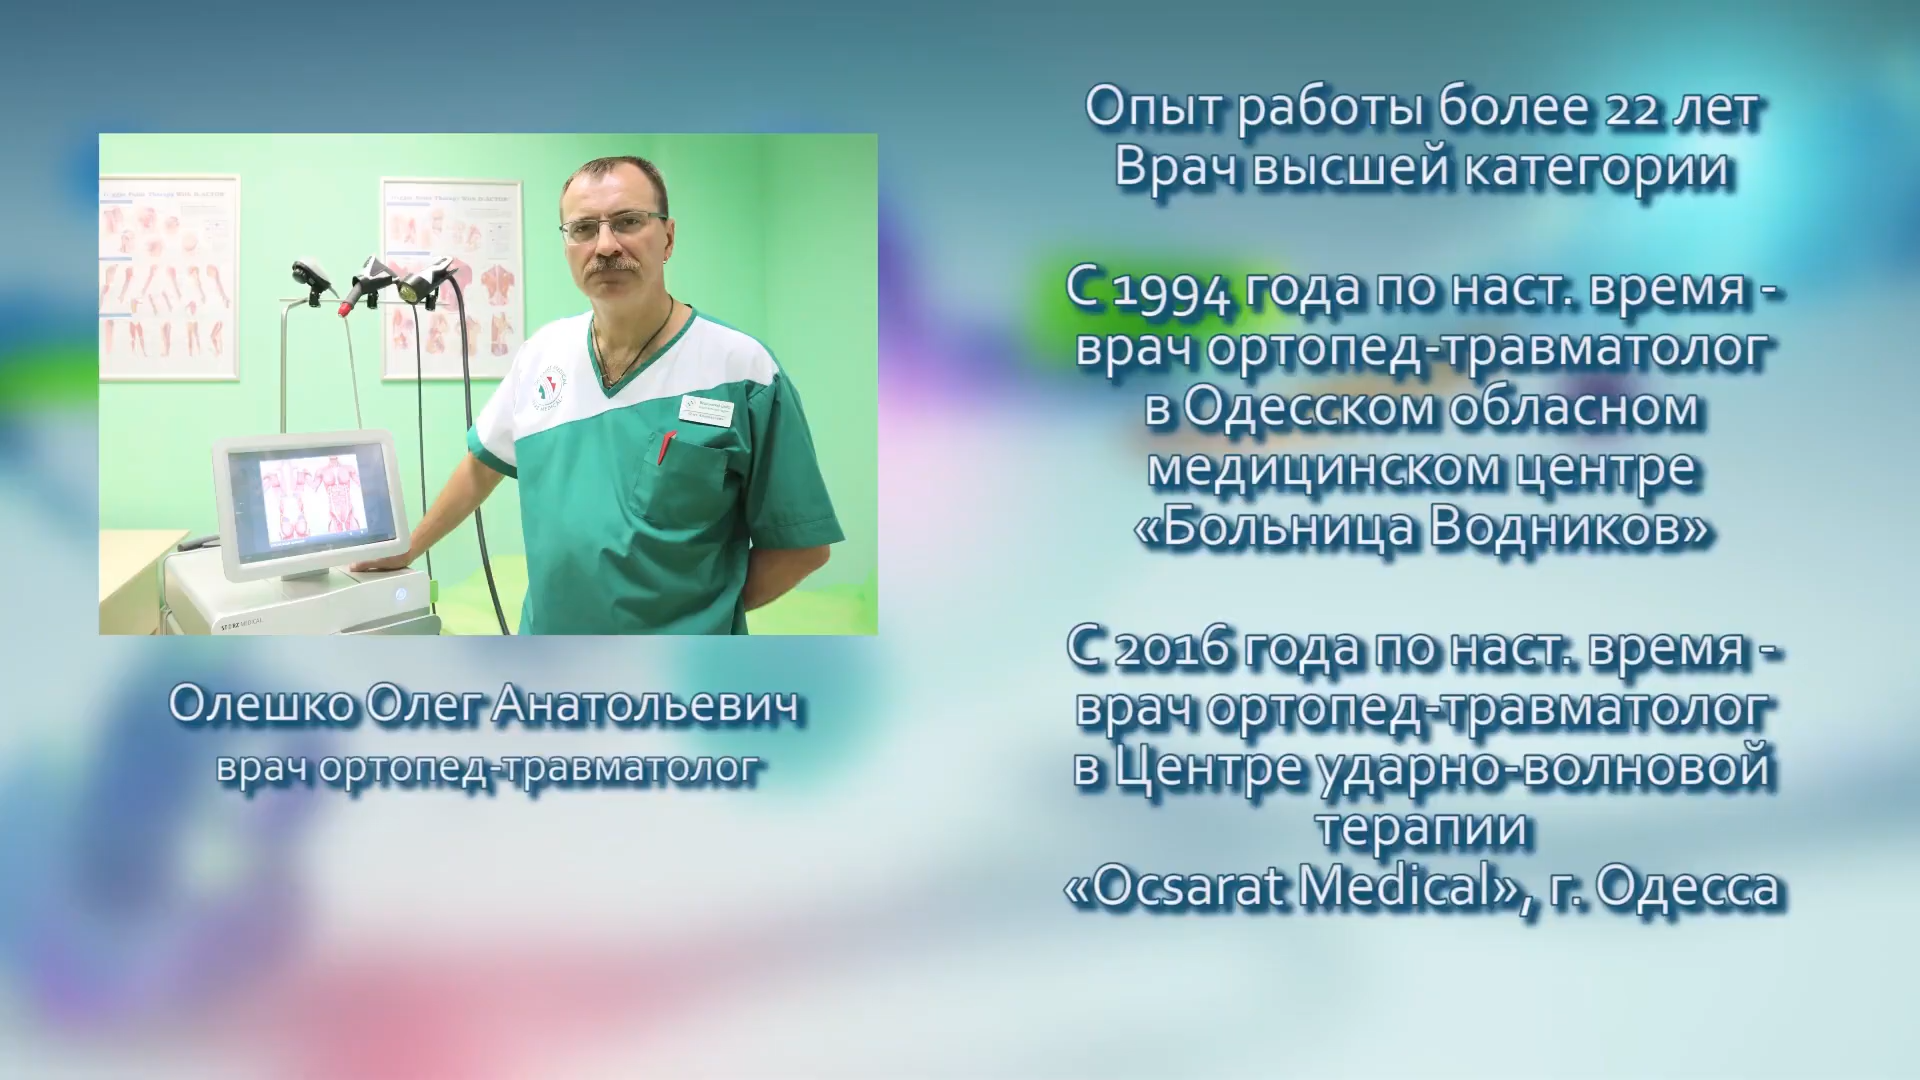 Опыт работы более 22 лет
Врач высшей категории
С 1994 года по наст. время -
врач ортопед-травматолог
в Одесском обласном
медицинском центре
«Больница Водников»
С 2016 года по наст. время -
врач ортопед-травматолог
в Центре ударно-волновой
терапии
«Ocsarat Medical», г. Одесса
Олешко Олег Анатольевич
врач ортопед-травматолог
STORZ MEDICAL